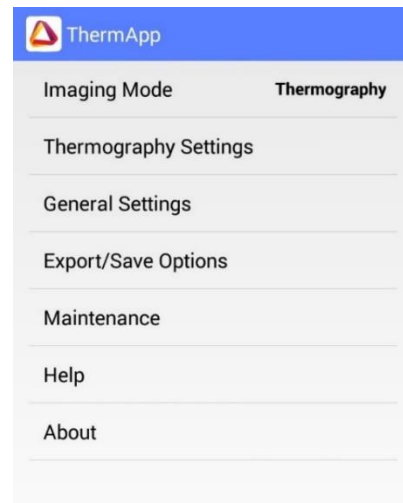 ThermApp
Imaging Mode Thermography
Thermography Settings
General Settings
Export/Save Options
Maintenance
Help
About